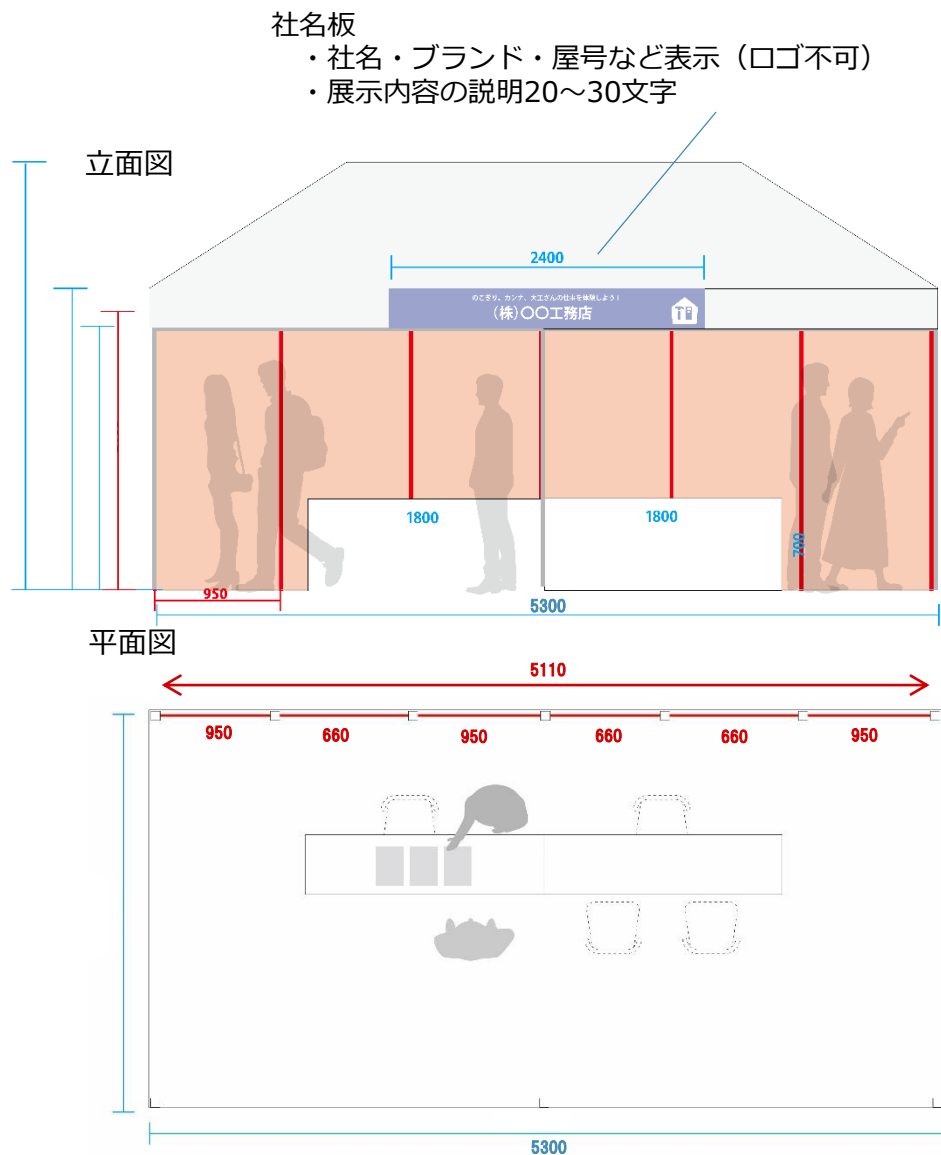 社名板
・社名・ブランド・屋号など表示（ロゴ不可）
・展示内容の説明20〜30文字
立面図
2400
のこぎり、カンナ、大工さんの仕事を体験しよう！
(株)〇〇工務店
1800
1800
700
950
5300
平面図
5110
950
660
950
660
660
950
5300